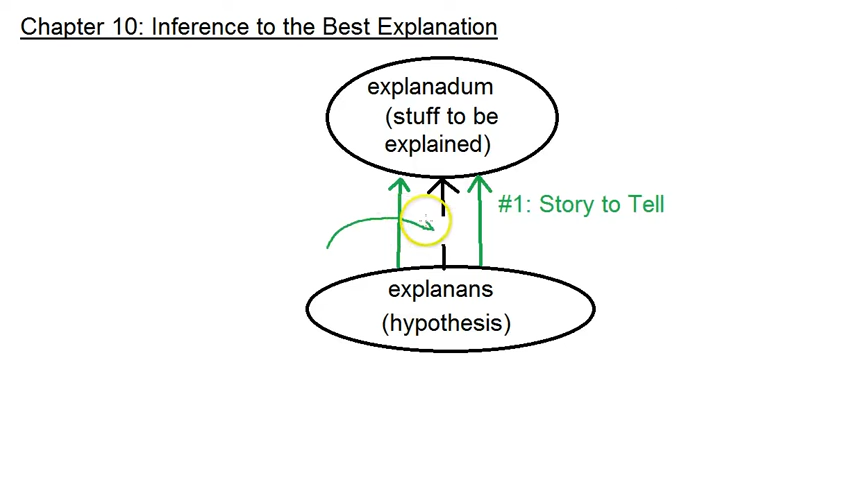 Chapter 10: Inference to the Best Explanation
explanadum
(stuff to be
explained)
#1: Story to Tell
explanans
(hypothesis)